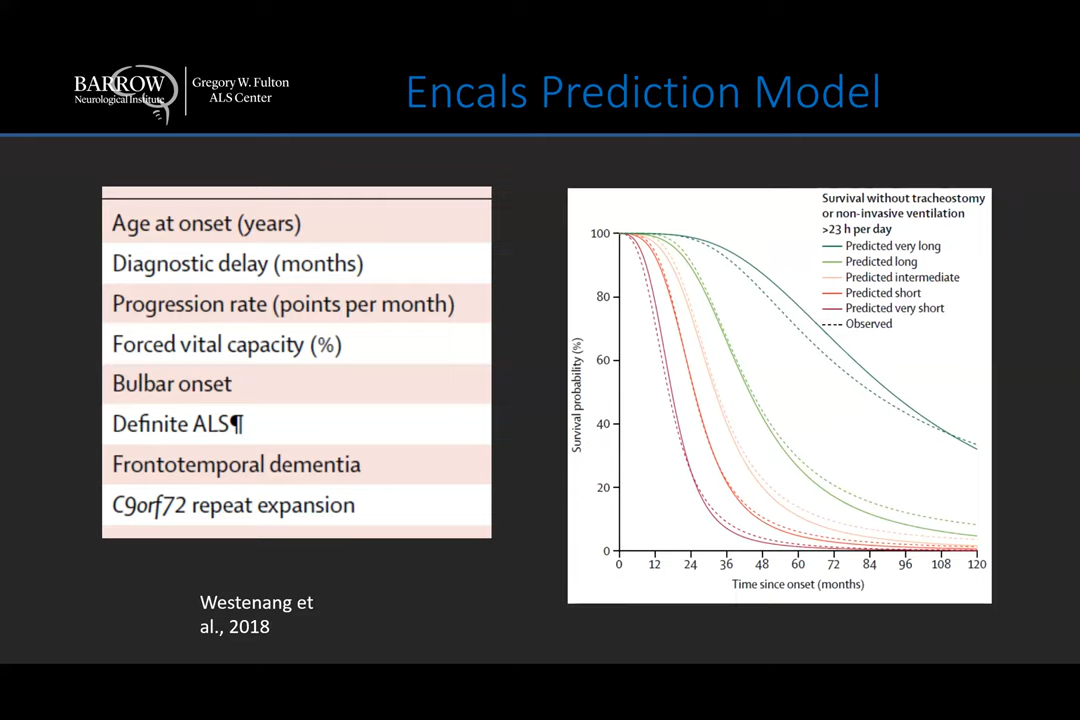 BARROW
Neurological Institute
Gregory W. Fulton
ALS Center
Encals Prediction Model
Age at onset (years)
Diagnostic delay (months)
Progression rate (points per month)
Forced vital capacity (%)
Bulbar onset
Definite ALS¶
Frontotemporal dementia
C9orf72 repeat expansion
Westenang et
al., 2018
Survival without tracheostomy
or non-invasive ventilation
>23 h per day
Predicted very long
Predicted long
Predicted intermediate
Predicted short
Predicted very short
Observed
Survival probability (%)
100
80
60
40
20
0
0 12 24 36 48 60 72 84 96 108 120
Time since onset (months)